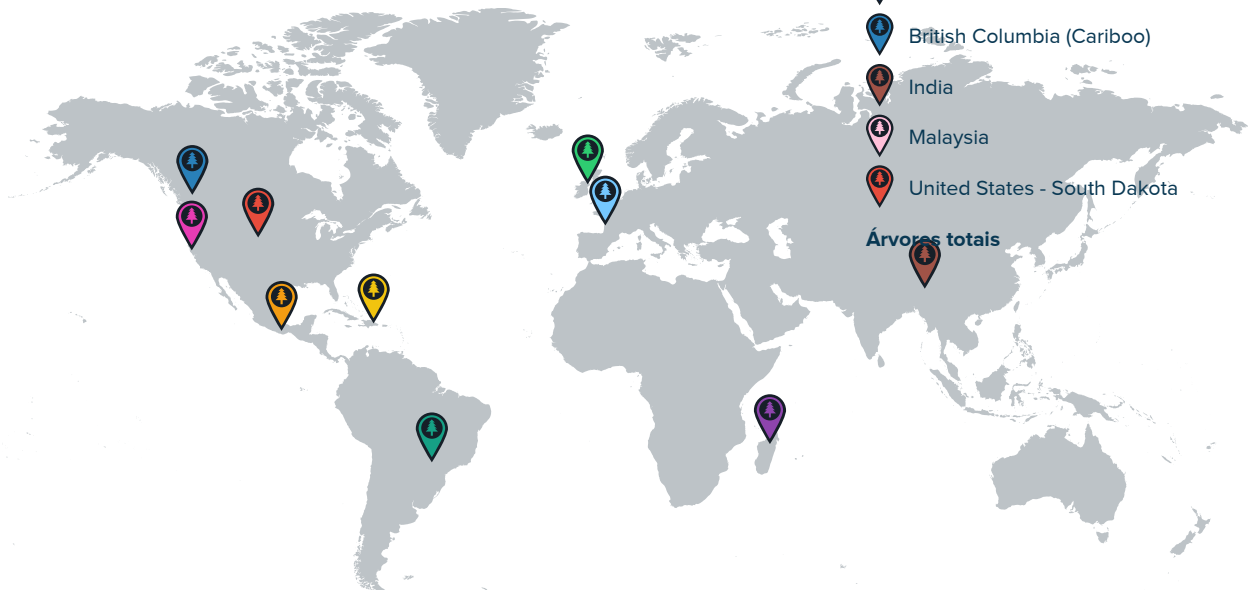 British Columbia (Cariboo)
India
Malaysia
United States - South Dakota
Árvores totais